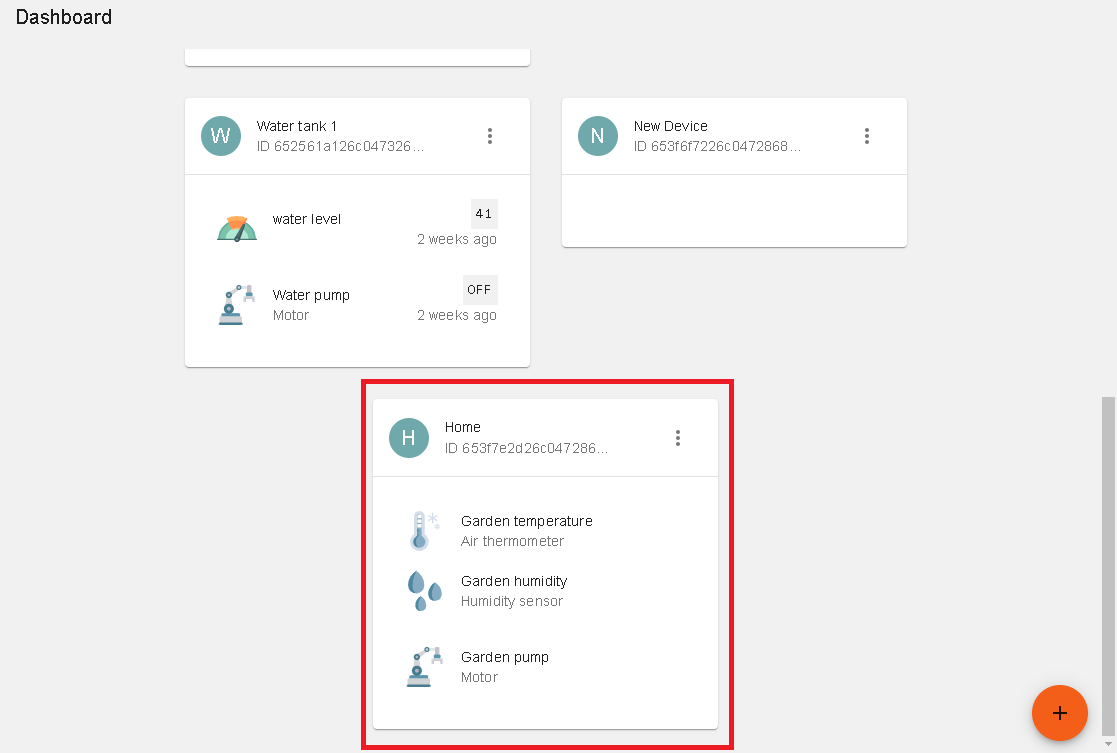 Dashboard
W
Water tank 1
ID 652561a126c047326...
water level
41
2 weeks ago
Water pump
OFF
Motor
2 weeks ago
N
New Device
ID 653f6f7226c0472868...
H
Home
ID 653f7e2d26c047286...
Garden temperature
Air thermometer
Garden humidity
Humidity sensor
Garden pump
Motor
+